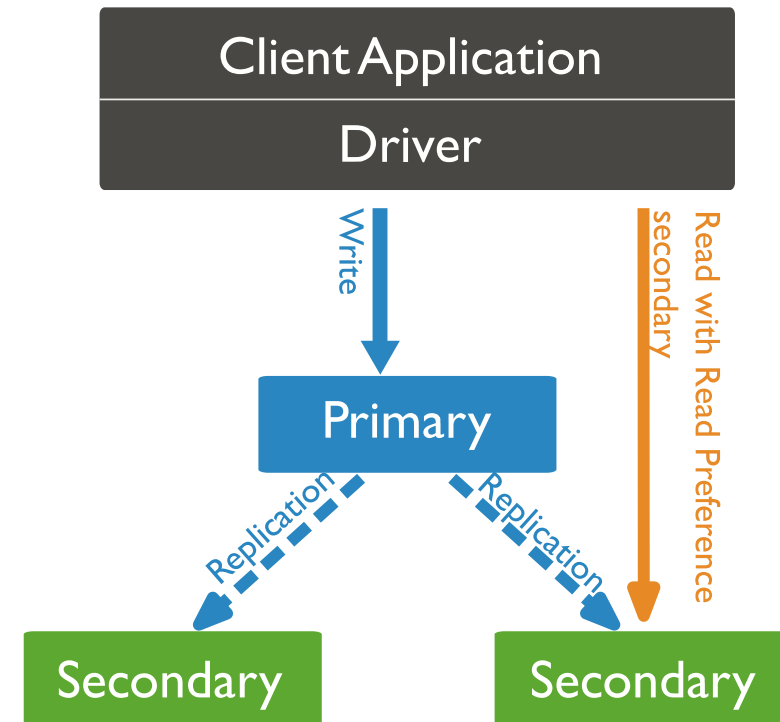 Client Application
Driver
Write
Read with Read Preference
secondary
Primary
Replication
Replication
Secondary
Secondary